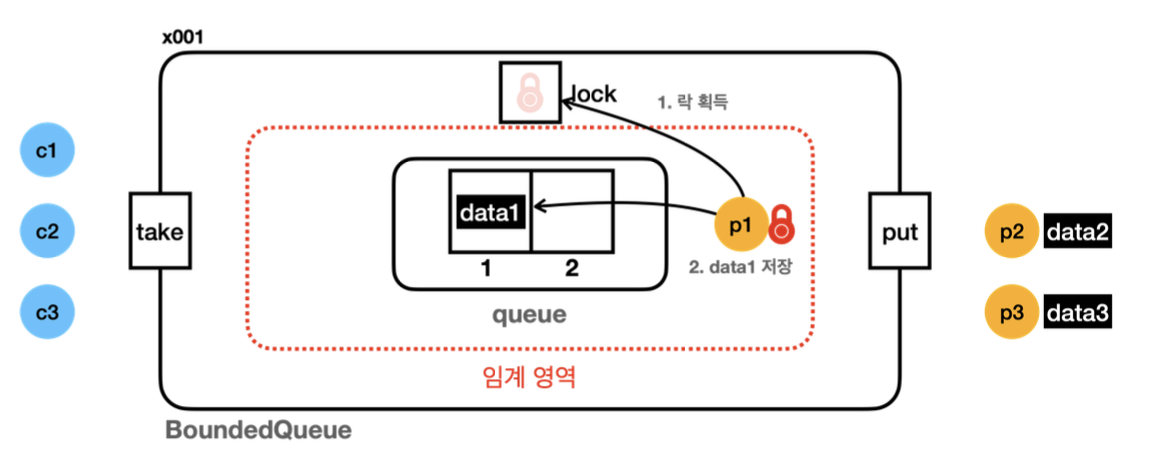 x001
lock
1. 락 획득
c1
c2
c3
take
data1
1
2
queue
p1
2. data1 저장
put
p2 data2
p3 data3
임계 영역
BoundedQueue